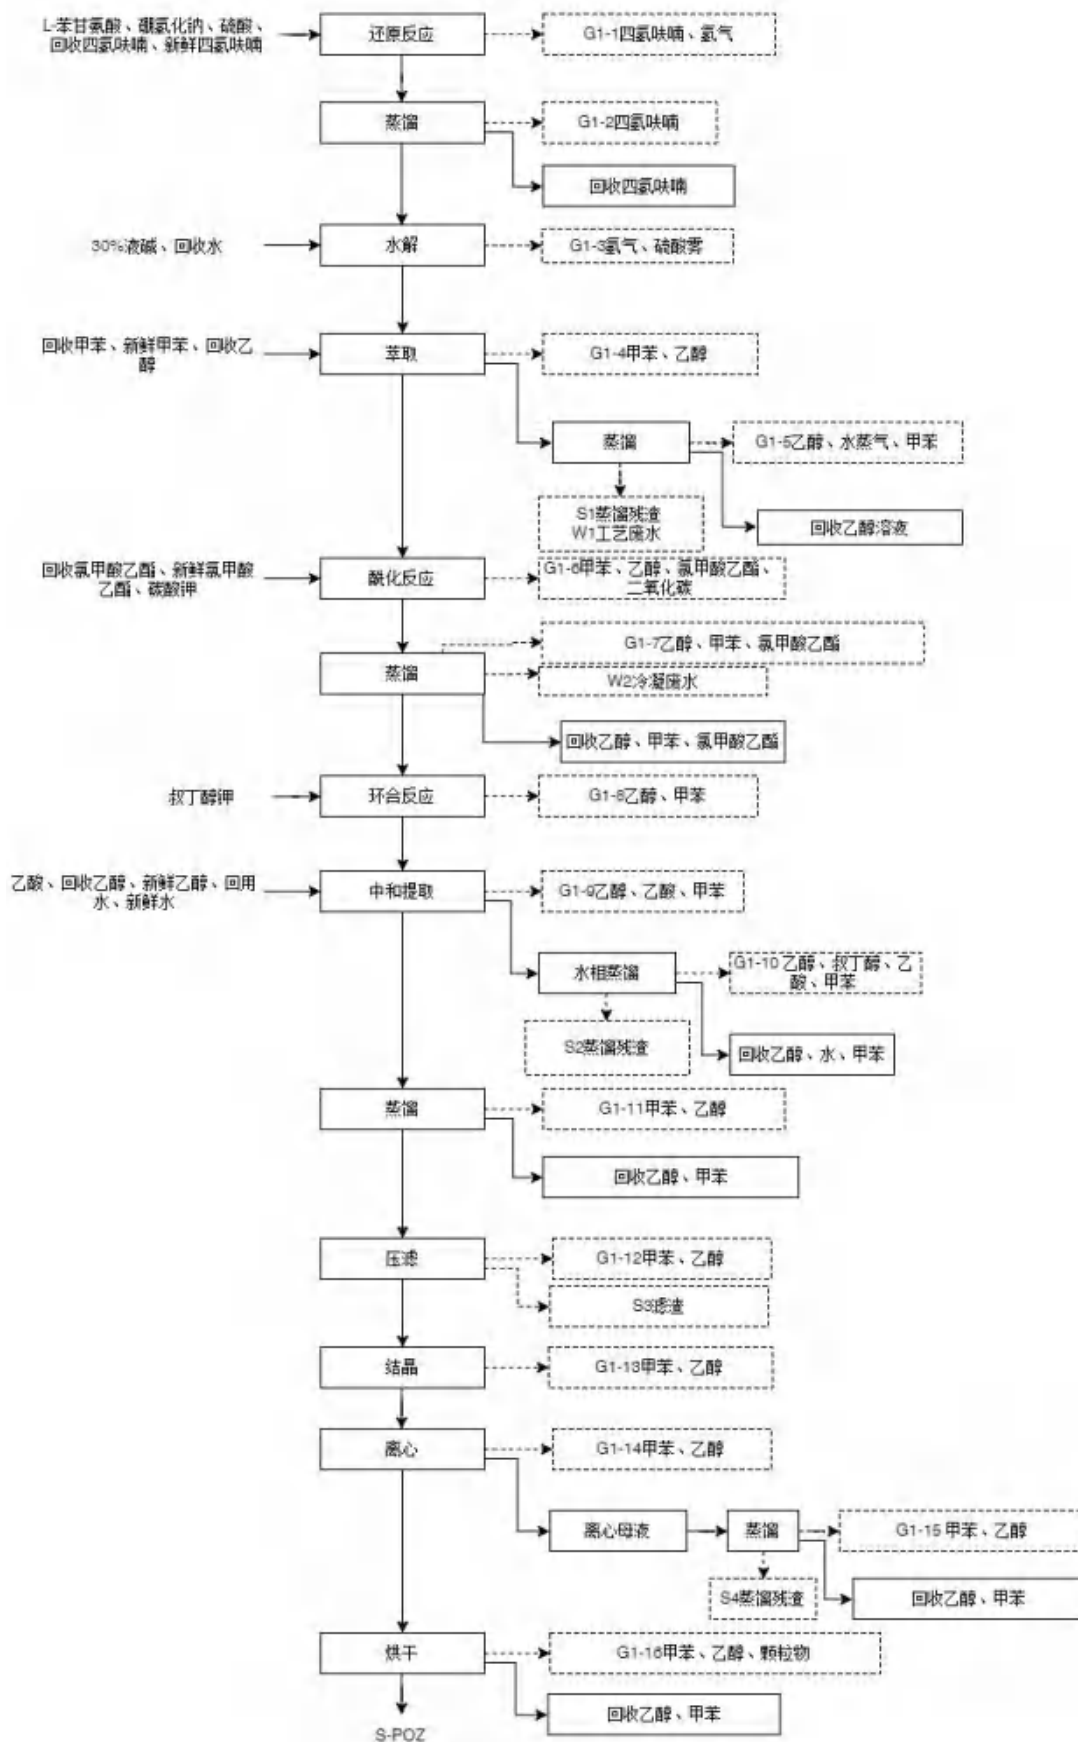 L-苯甘氨酸、硼氢化钠、硫酸、
回收四氢呋喃、新鲜四氢呋喃
还原反应
G1-1四氢呋喃、氢气
蒸馏
G1-2四氢呋喃
回收四氢呋喃
30%液碱、回收水
水解
G1-3氢气、硫酸雾
回收甲苯、新鲜甲苯、回收乙
醇
萃取
G1-4甲苯、乙醇
蒸馏
G1-5乙醇、水蒸气、甲苯
S1蒸馏残渣
W1工艺废水
回收乙醇溶液
回收氯甲酸乙酯、新鲜氯甲酸
乙酯、碳酸钾
酰化反应
G1-6甲苯、乙醇、氯甲酸乙酯、
二氧化碳
G1-7乙醇、甲苯、氯甲酸乙酯
蒸馏
W2冷凝废水
回收乙醇、甲苯、氯甲酸乙酯
叔丁醇钾
环合反应
G1-8乙醇、甲苯
乙酸、回收乙醇、新鲜乙醇、回用
水、新鲜水
中和提取
G1-9乙醇、乙酸、甲苯
水相蒸馏
G1-10 乙醇、叔丁醇、乙
酸、甲苯
S2蒸馏残渣
回收乙醇、水、甲苯
蒸馏
G1-11甲苯、乙醇
回收乙醇、甲苯
压滤
G1-12甲苯、乙醇
S3滤渣
结晶
G1-13甲苯、乙醇
离心
G1-14甲苯、乙醇
离心母液
蒸馏
G1-15 甲苯、乙醇
S4蒸馏残渣
回收乙醇、甲苯
烘干
G1-16甲苯、乙醇、颗粒物
回收乙醇、甲苯
S-POZ